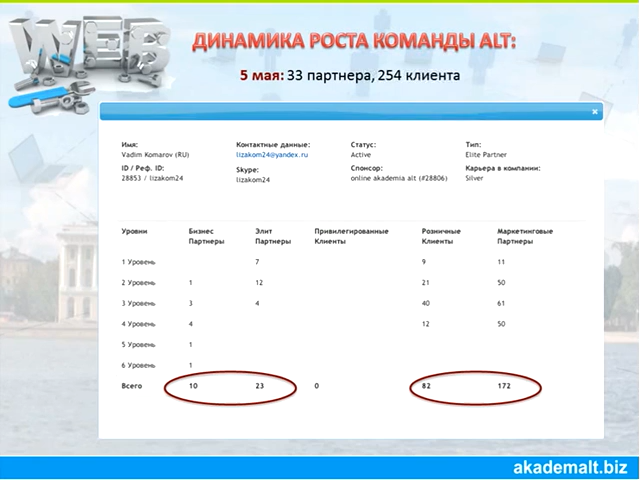 WEB
ДИНАМИКА РОСТА КОМАНДЫ ALT:
5 мая: 33 партнера, 254 клиента
Имя: Контактные данные: Статус: Тип:
Vadim Komarov (RU) lizakom24@yandex.ru Active Elite Partner
ID / Реф. ID: Skype: Спонсор: Карьера в компании:
28853 / lizakom24 lizakom24 online akademia alt (#28806) Silver
Уровни Бизнес Элит Привилегированные Розничные Маркетинговые
Партнеры Партнеры Клиенты Клиенты Партнеры
1 Уровень 7 9 11
2 Уровень 1 12 21 50
3 Уровень 3 4 40 61
4 Уровень 4 12 50
5 Уровень 1
6 Уровень 1
Всего 10 23 0 82 172
akademalt.biz